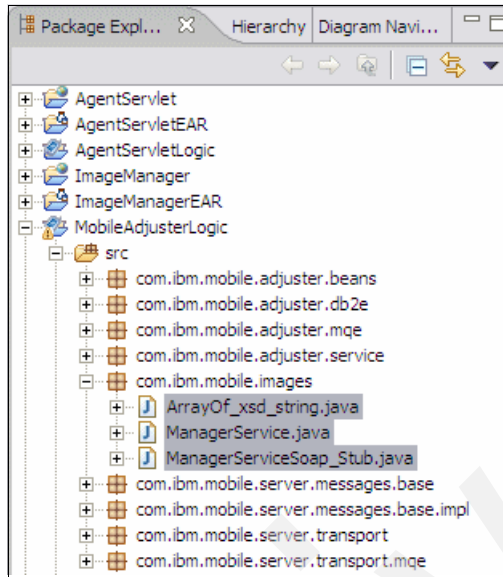 Package Expl... Hierarchy Diagram Navi...
AgentServlet
AgentServletEAR
AgentServletLogic
ImageManager
ImageManagerEAR
MobileAdjusterLogic
src
com.ibm.mobile.adjuster.beans
com.ibm.mobile.adjuster.db2e
com.ibm.mobile.adjuster.mqe
com.ibm.mobile.adjuster.service
com.ibm.mobile.images
ArrayOf_xsd_string.java
ManagerService.java
ManagerServiceSoap_Stub.java
com.ibm.mobile.server.messages.base
com.ibm.mobile.server.messages.base.impl
com.ibm.mobile.server.transport
com.ibm.mobile.server.transport.mqe